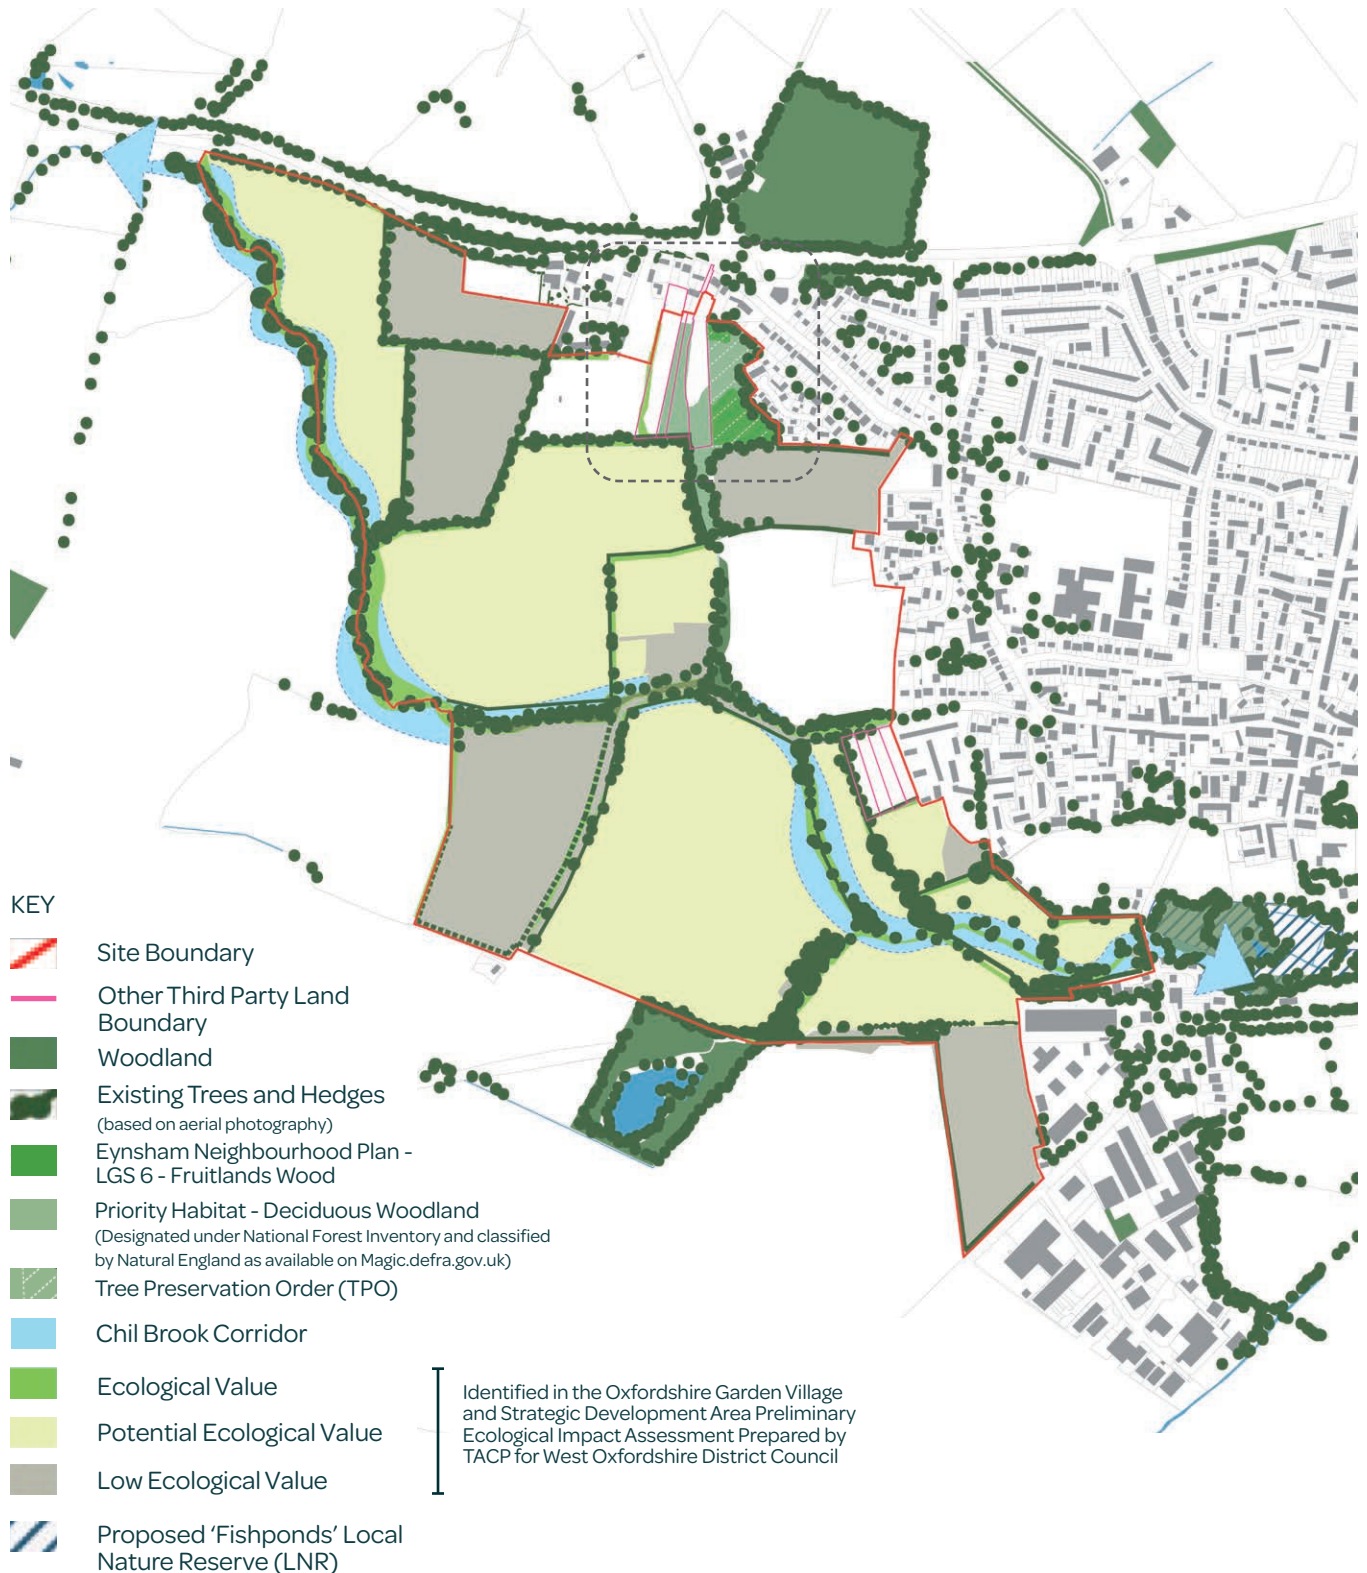 KEY
Site Boundary
Other Third Party Land
Boundary
Woodland
Existing Trees and Hedges
(based on aerial photography)
Eynsham Neighbourhood Plan -
LGS 6 - Fruitlands Wood
Priority Habitat - Deciduous Woodland
(Designated under National Forest Inventory and classified
by Natural England as available on Magic.defra.gov.uk)
Tree Preservation Order (TPO)
Chil Brook Corridor
Ecological Value
Potential Ecological Value
Low Ecological Value
Identified in the Oxfordshire Garden Village
and Strategic Development Area Preliminary
Ecological Impact Assessment Prepared by
TACP for West Oxfordshire District Council
Proposed ‘Fishponds’ Local
Nature Reserve (LNR)